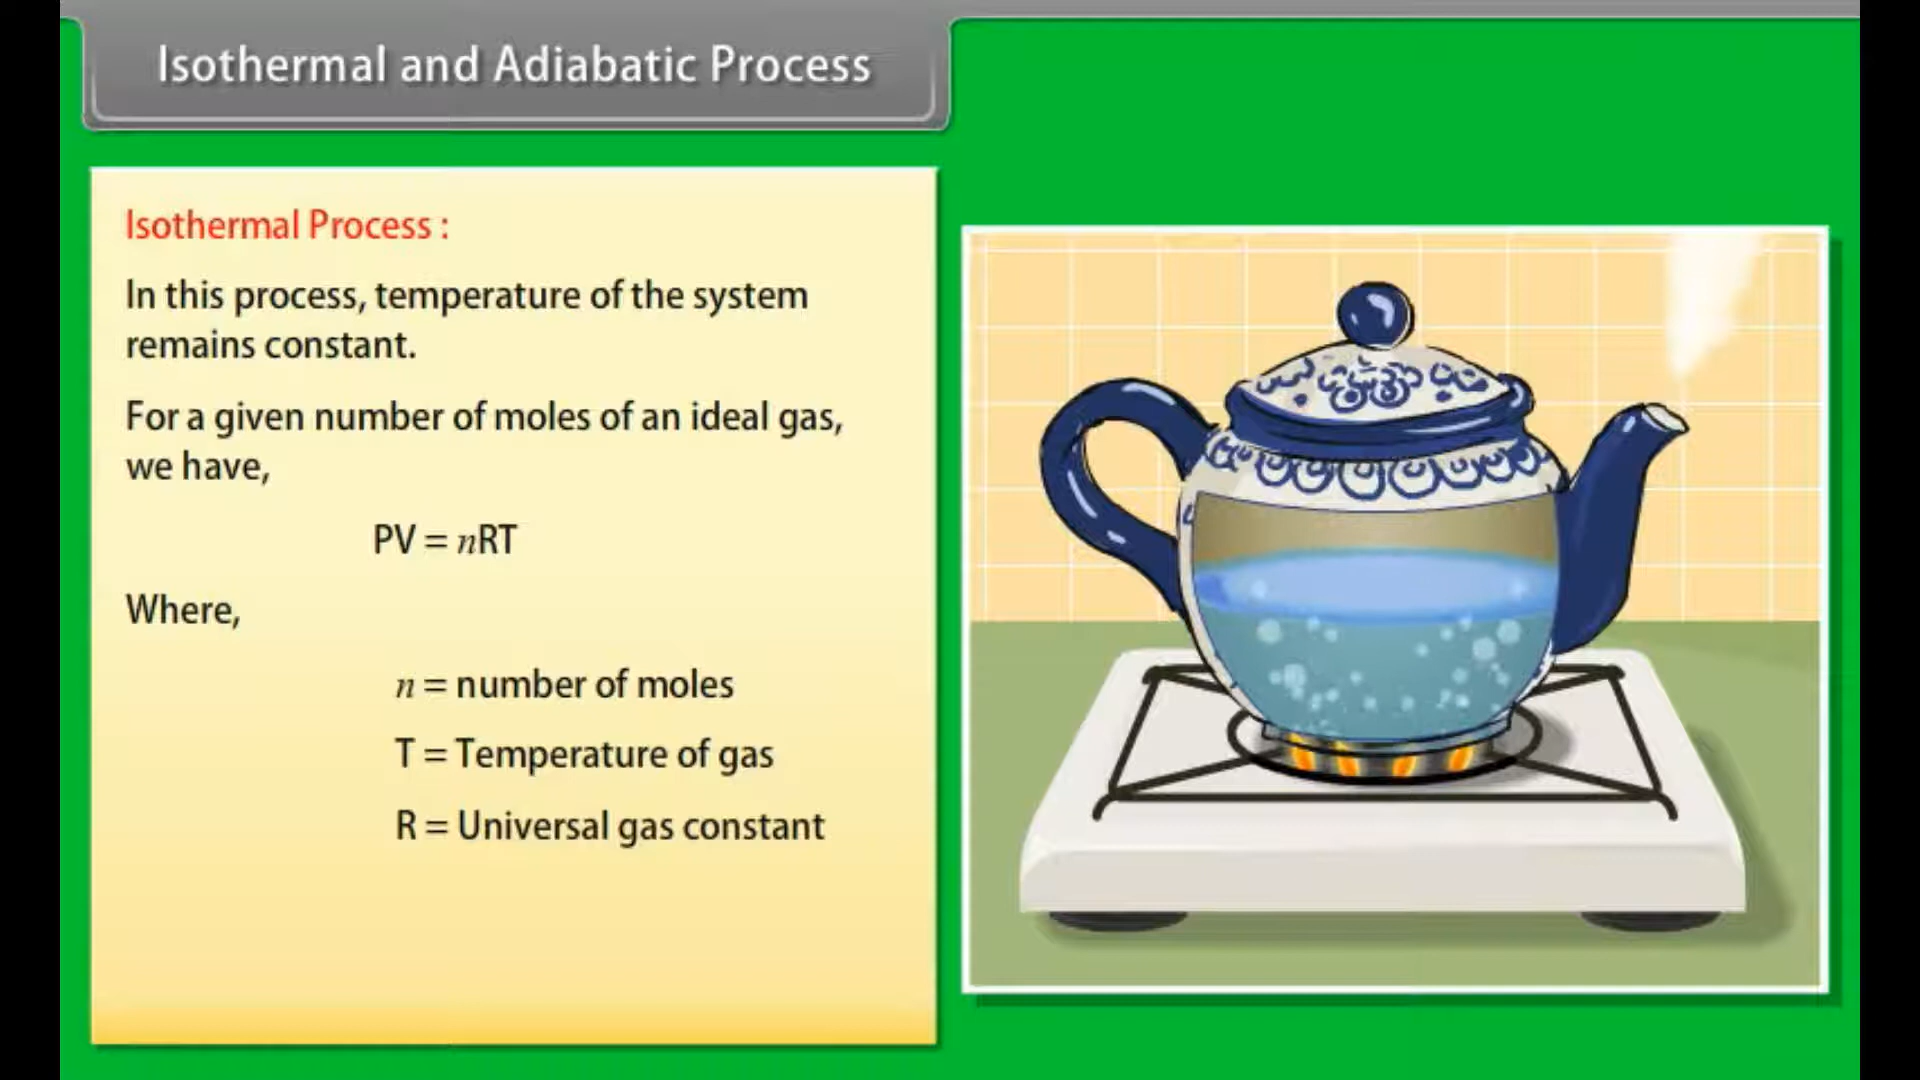 Isothermal and Adiabatic Process
Isothermal Process :
In this process, temperature of the system
remains constant.
For a given number of moles of an ideal gas,
we have,
PV = nRT
Where,
n = number of moles
T = Temperature of gas
R = Universal gas constant